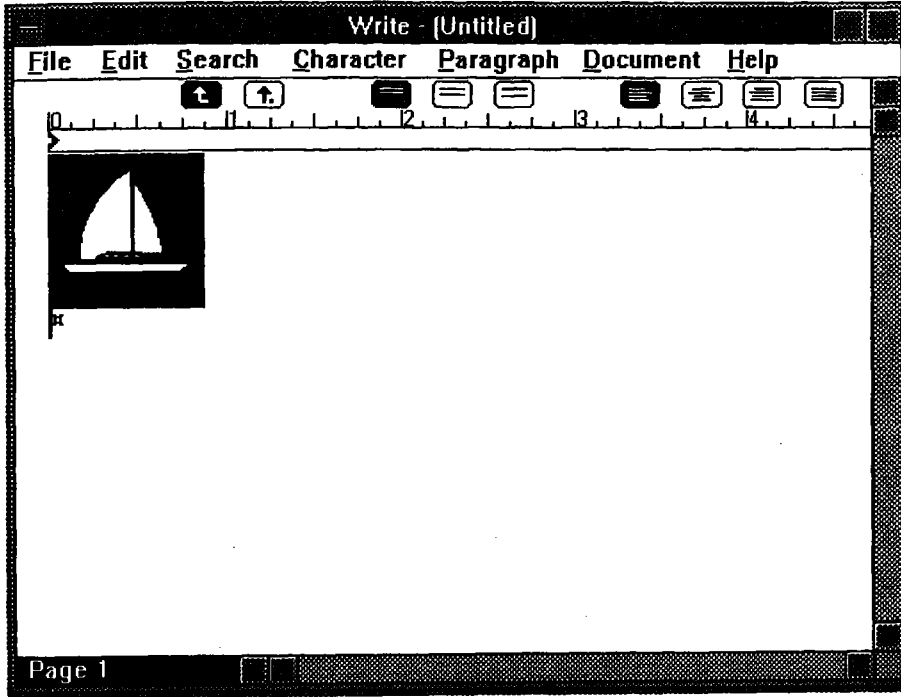 Write - (Untitled)
File Edit Search Character Paragraph Document Help
0 1 2 3 4
Page 1